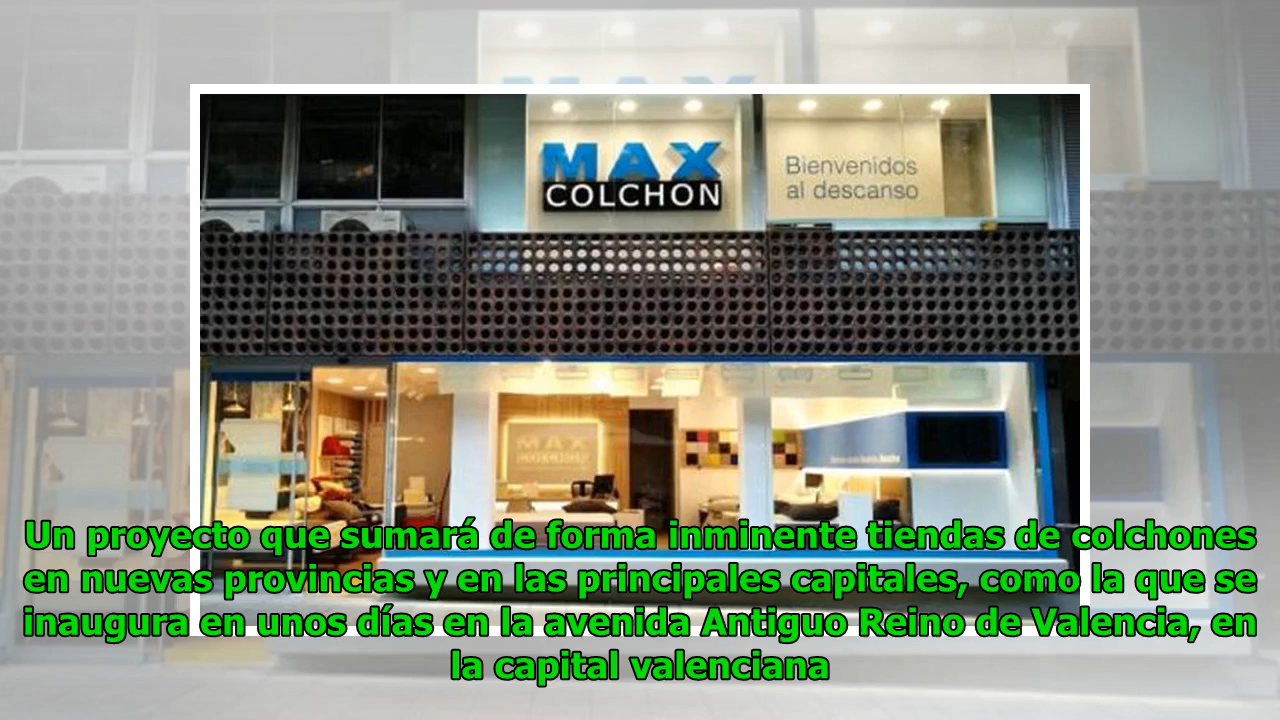 MAX
COLCHON
Bienvenidos
al descanso
MAX
Un proyecto que sumará de forma inminente tiendas de colchones
en nuevas provincias y en las principales capitales, como la que se
inaugura en unos días en la avenida Antiguo Reino de Valencia, en
la capital valenciana